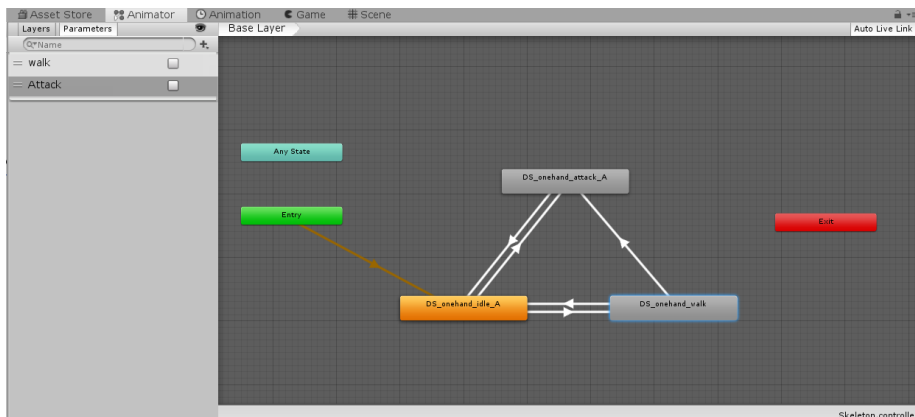 Asset Store Animator Animation Game Scene
Layers Parameters Base Layer Auto Live Link
Name
walk
Attack
Any State
DS_onehand_attack_A
Entry
Exit
DS_onehand_idle_A
DS_onehand_walk
Skeleton controlle